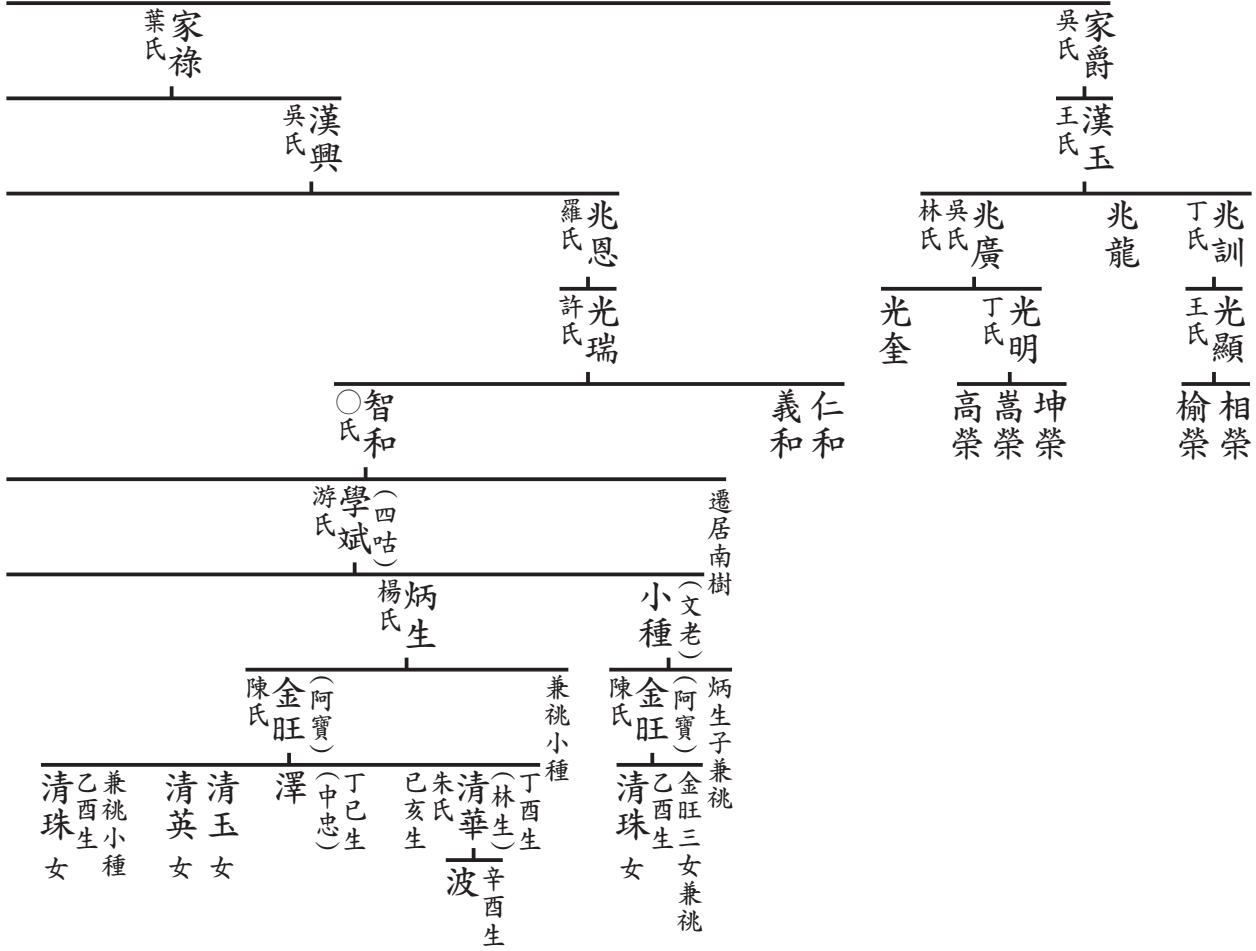 家爵
吳氏
家祿
葉氏
漢玉
王氏
漢興
吳氏
兆訓
丁氏
兆龍
兆廣
吳氏
林氏
兆恩
羅氏
光顯
王氏
光明
丁氏
光奎
光瑞
許氏
相榮
榆榮
坤榮
嵩榮
高榮
仁和
義和
智和
〇氏
遷居南樹
(四咕)
學斌
游氏
(文老)
小種
炳生
楊氏
炳生子兼祧
(阿寶)
金旺
陳氏
兼祧小種
(阿寶)
金旺
陳氏
金旺三女兼祧
乙酉生
清珠 女
丁酉生
(林生)
清華
朱氏
已亥生
丁巳生
(中忠)
澤
清玉 女
清英 女
兼祧小種
乙酉生
清珠 女
辛酉生
波